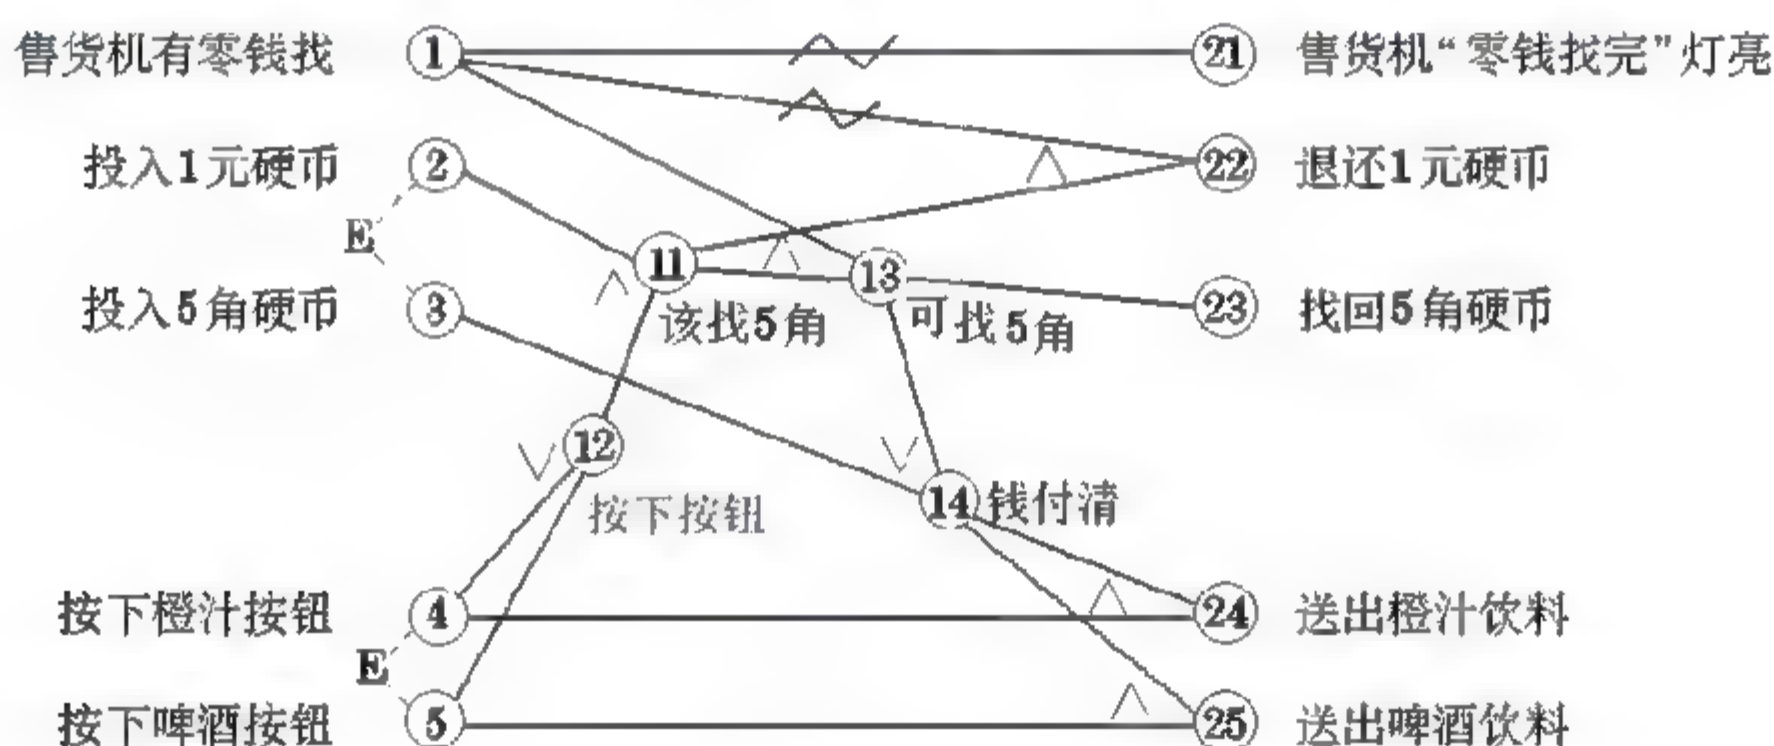 售货机有零钱找 1 21 售货机“零钱找完”灯亮
投入1元硬币 2 22 退还1元硬币
E
11 13
投入5角硬币 3 该找5角 可找5角 23 找回5角硬币
12
按下按钮 14 钱付清
按下橙汁按钮 4 24 送出橙汁饮料
E
按下啤酒按钮 5 25 送出啤酒饮料